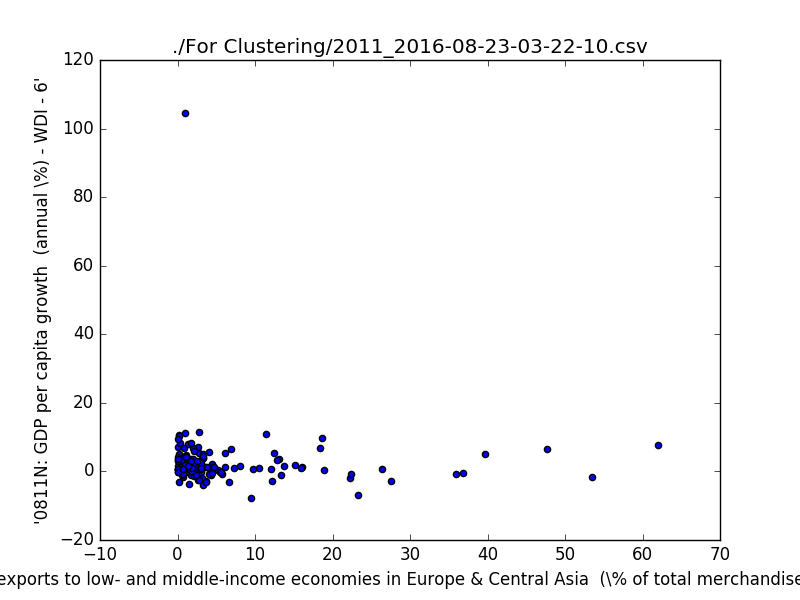 ./For Clustering/2011_2016-08-23-03-22-10.csv
'0811N: GDP per capita growth  (annual \%) - WDI - 6'
120
100
80
60
40
20
0
−20
−10 0 10 20 30 40 50 60 70
exports to low- and middle-income economies in Europe & Central Asia  (\% of total merchandise